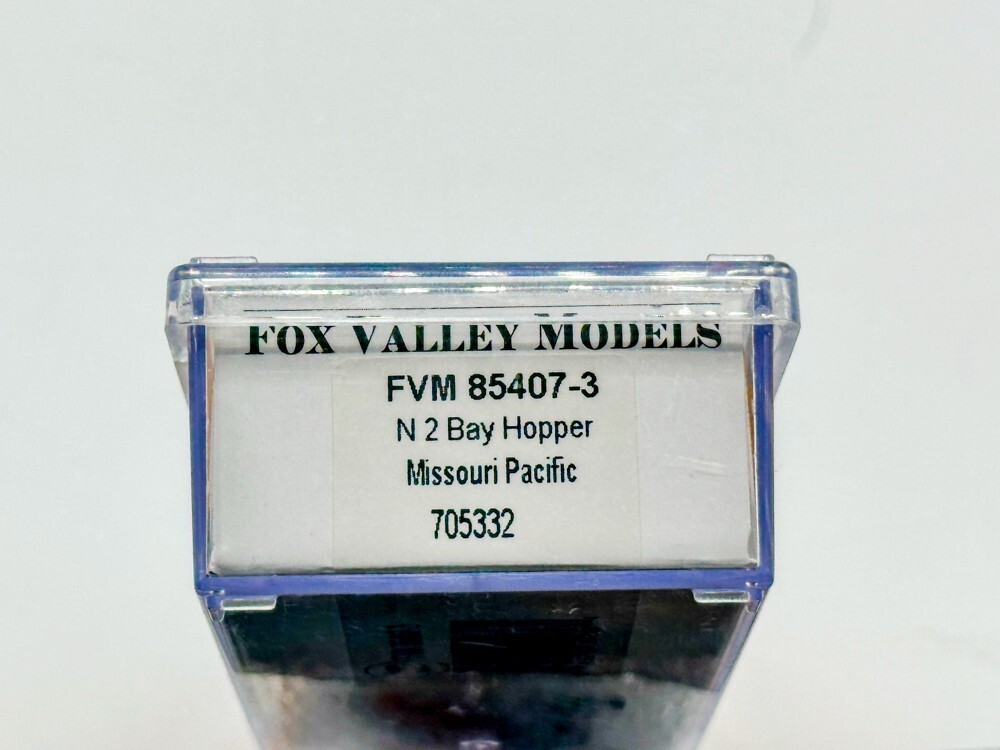 FOX VALLEY MODELS
FVM 85407-3
N 2 Bay Hopper
Missouri Pacific
705332